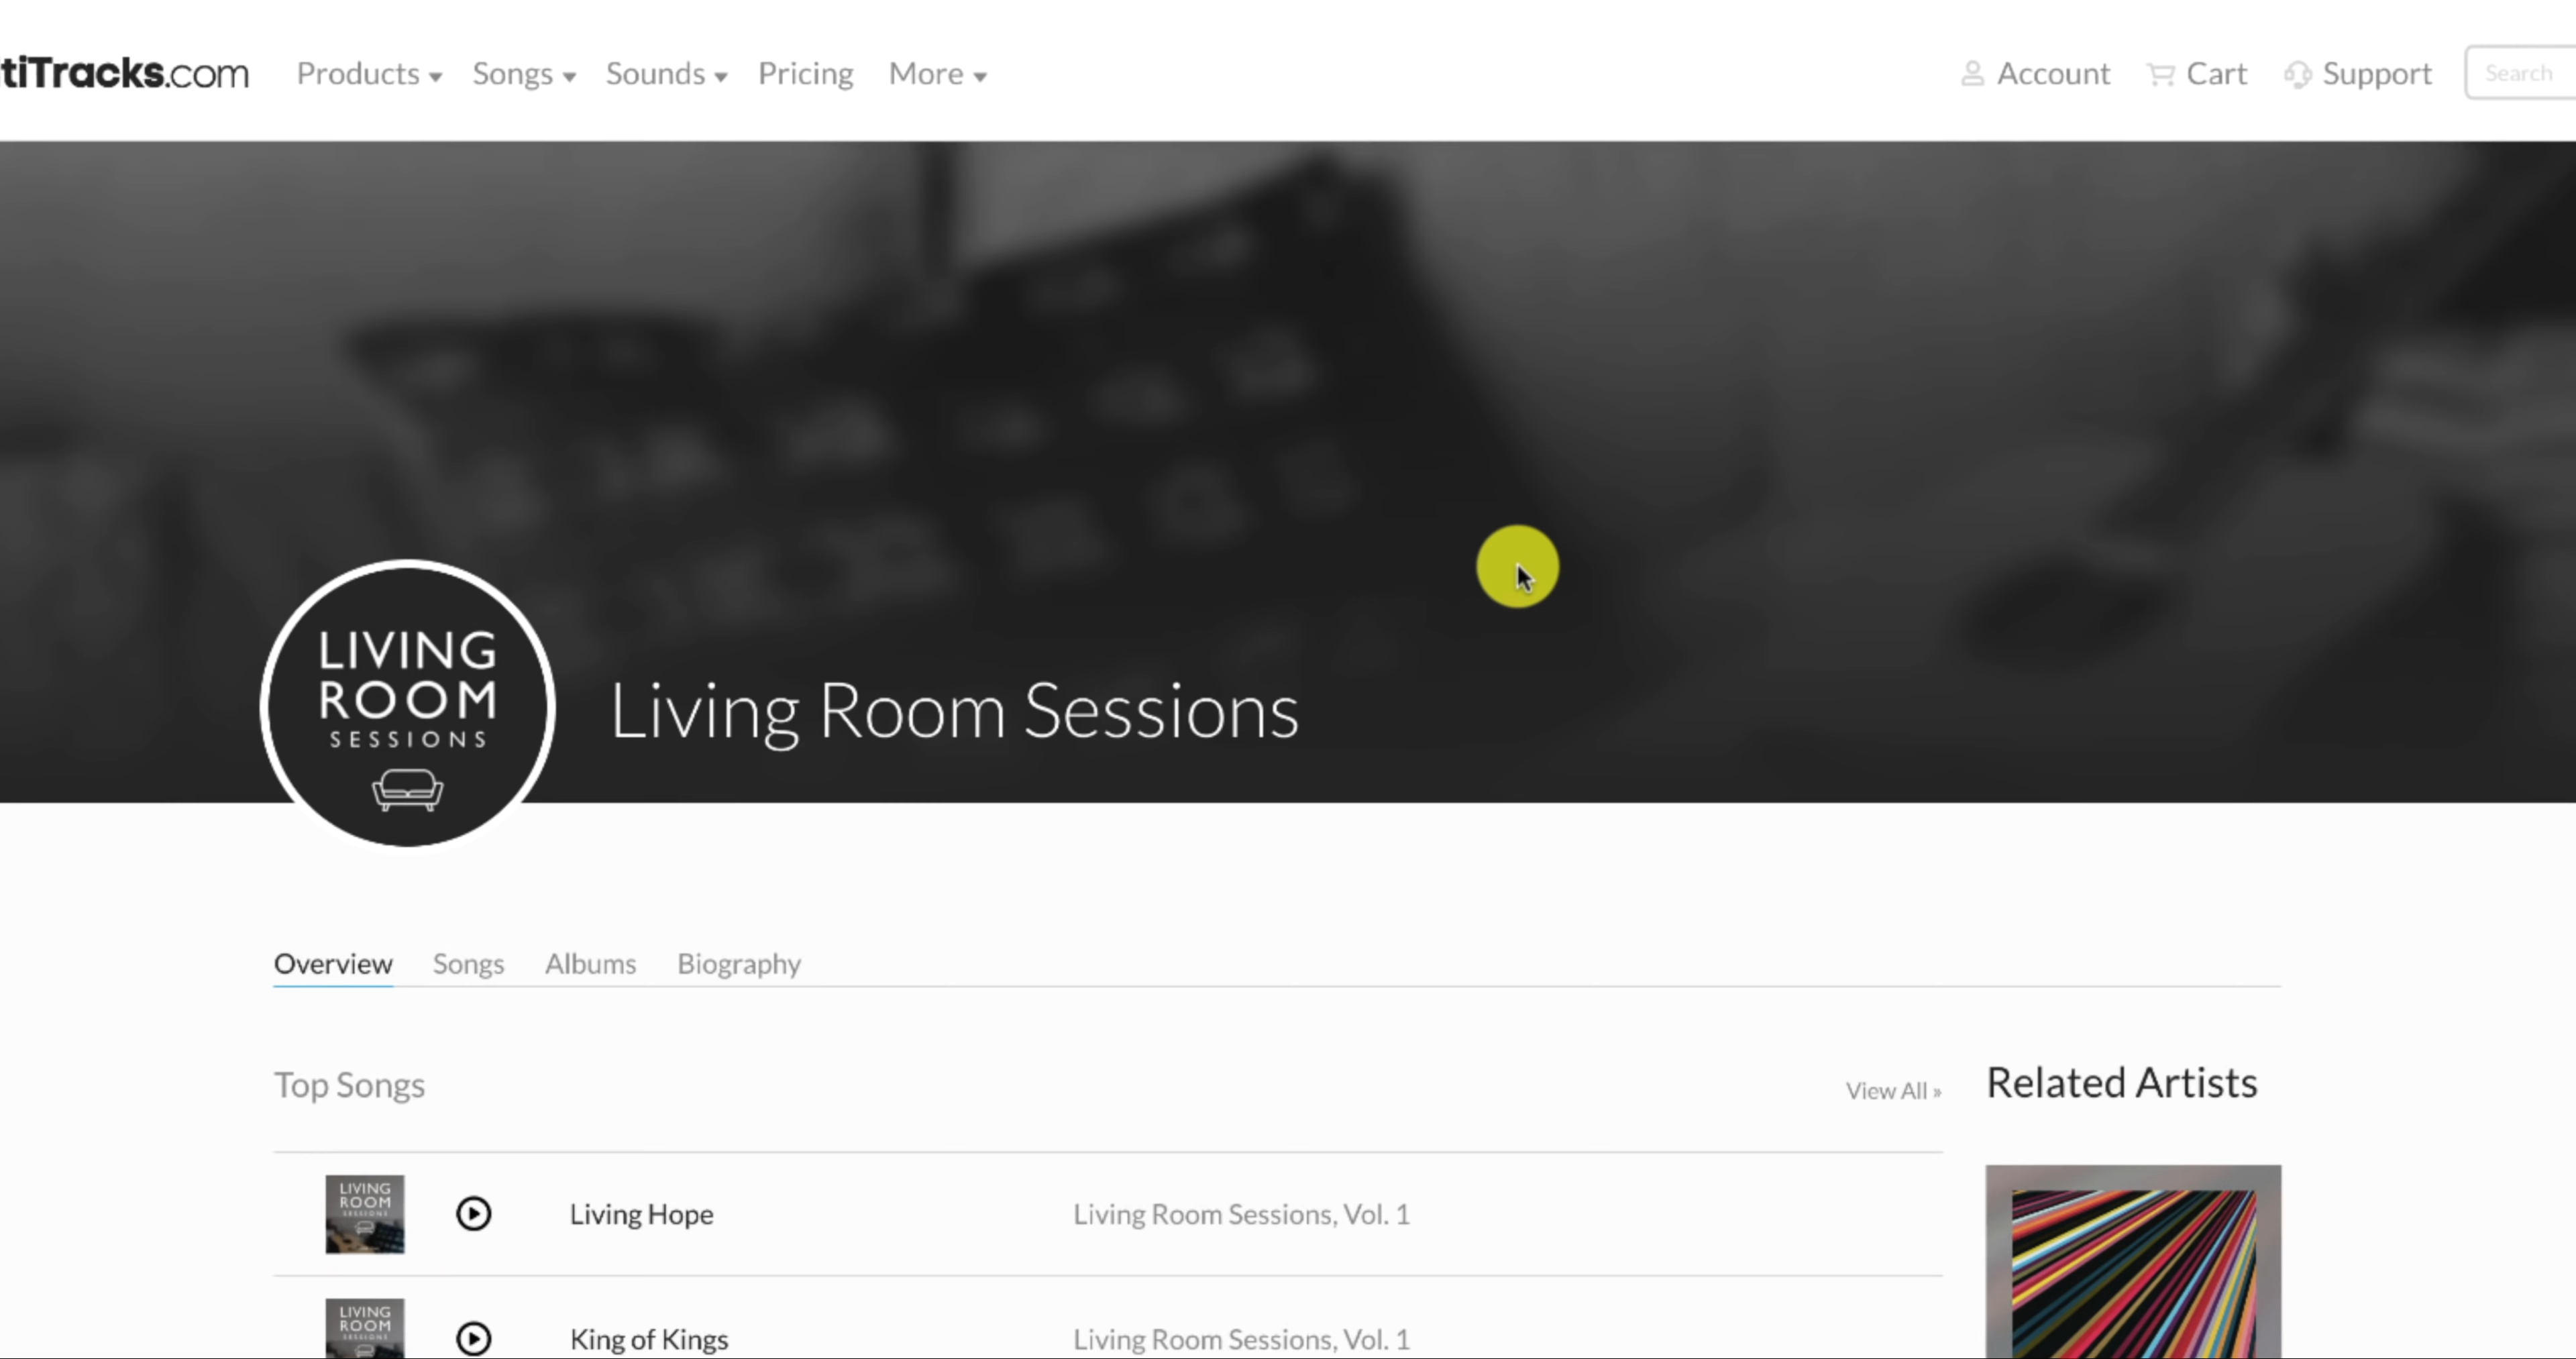 tiTracks.com Products Songs Sounds Pricing More Account Cart Support Search
LIVING
ROOM
SESSIONS
Living Room Sessions
Overview Songs Albums Biography
Top Songs View All » Related Artists
LIVING
ROOM
SESSIONS
Living Hope Living Room Sessions, Vol. 1
LIVING
ROOM
SESSIONS
King of Kings Living Room Sessions, Vol. 1